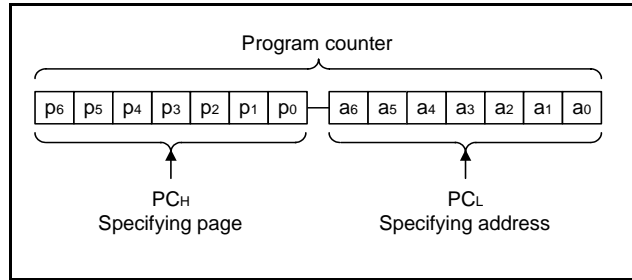 Program counter
p6 p5 p4 p3 p2 p1 p0 a6 a5 a4 a3 a2 a1 a0
PCH PCL
Specifying page Specifying address